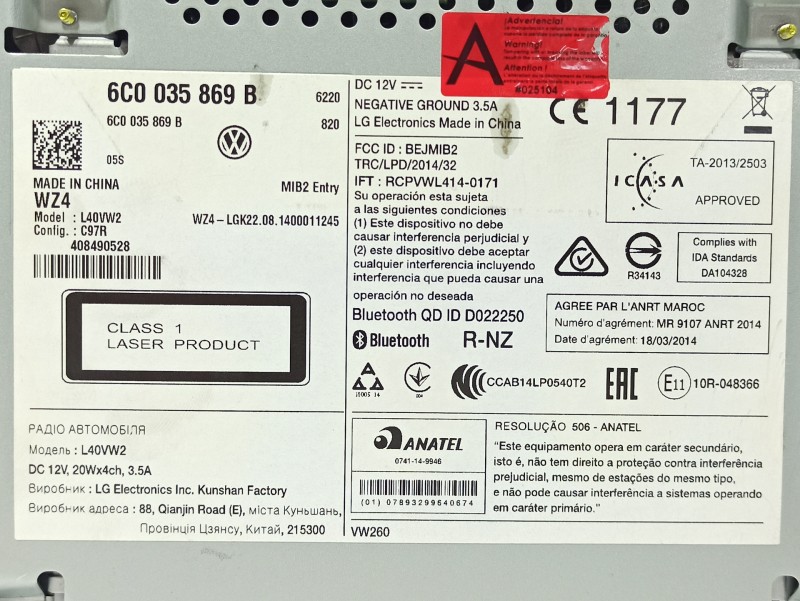 ¡Advertencia!
Warning!
Attention !
#025104
A
6C0 035 869 B
6220
6C0 035 869 B
820
05S
MADE IN CHINA
WZ4
MIB2 Entry
Model : L40VW2
WZ4-LGK22.08.1400011245
Config. : C97R
408490528
CLASS 1
LASER PRODUCT
РАДІО АВТОМОБІЛЯ
Модель : L40VW2
DC 12V, 20Wx4ch, 3.5A
Виробник : LG Electronics Inc. Kunshan Factory
Виробник адреса : 88, Qianjin Road (E), міста Куньшань,
Провінція Цзянсу, Китай, 215300
DC 12V
NEGATIVE GROUND 3.5A
LG Electronics Made in China
CE 1177
FCC ID : BEJMIB2
TRC/LPD/2014/32
IFT : RCPVWL414-0171
Su operación esta sujeta
a las siguientes condiciones
(1) Este dispositivo no debe
causar interferencia perjudicial y
(2) este dispositivo debe aceptar
cualquier interferencia incluyendo
interferencia que pueda causar una
operación no deseada
ICASA
TA-2013/2503
APPROVED
R34143
Complies with
IDA Standards
DA104328
Bluetooth QD ID D022250
Bluetooth
R-NZ
AGREE PAR L'ANRT MAROC
Numéro d'agrément: MR 9107 ANRT 2014
Date d'agrément: 18/03/2014
CCAB14LP0540T2
EAC
E11
10R-048366
ANATEL
0741-14-9946
(01) 07893299640674
RESOLUÇÃO 506 - ANATEL
"Este equipamento opera em caráter secundário,
isto é, não tem direito a proteção contra interferência
prejudicial, mesmo de estações do mesmo tipo,
e não pode causar interferência a sistemas operando
em caráter primário."
VW260